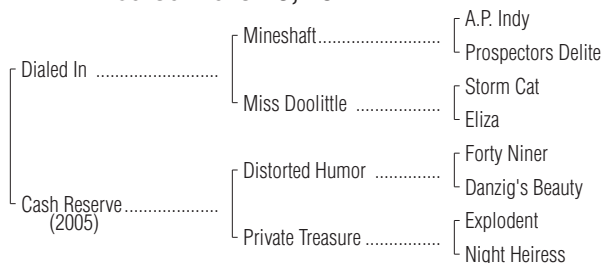 A.P. Indy
Mineshaft
Prospectors Delite
Dialed In
Storm Cat
Miss Doolittle
Eliza
Forty Niner
Distorted Humor
Danzig's Beauty
Cash Reserve
(2005)
Explodent
Private Treasure
Night Heiress